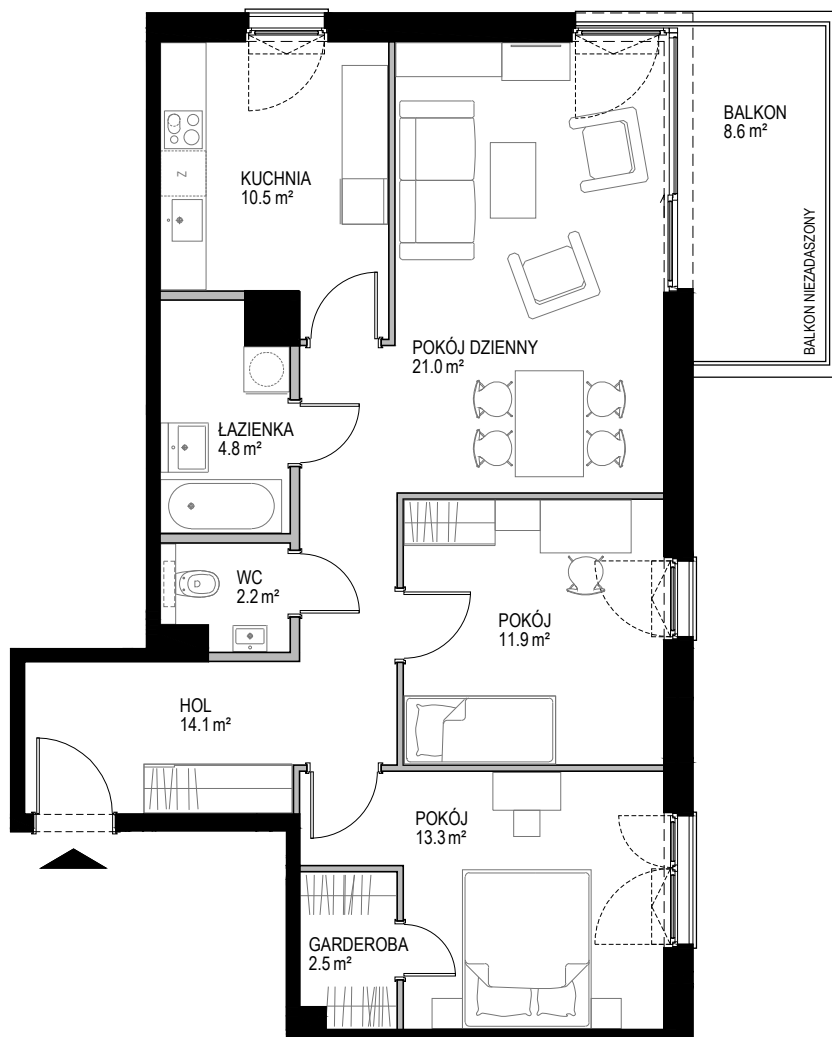 BALKON
8.6 m²
BALKON NIEZADASZONY
KUCHNIA
10.5 m²
Z
POKÓJ DZIENNY
21.0 m²
ŁAZIENKA
4.8 m²
WC
2.2 m²
POKÓJ
11.9 m²
HOL
14.1 m²
POKÓJ
13.3 m²
GARDEROBA
2.5 m²